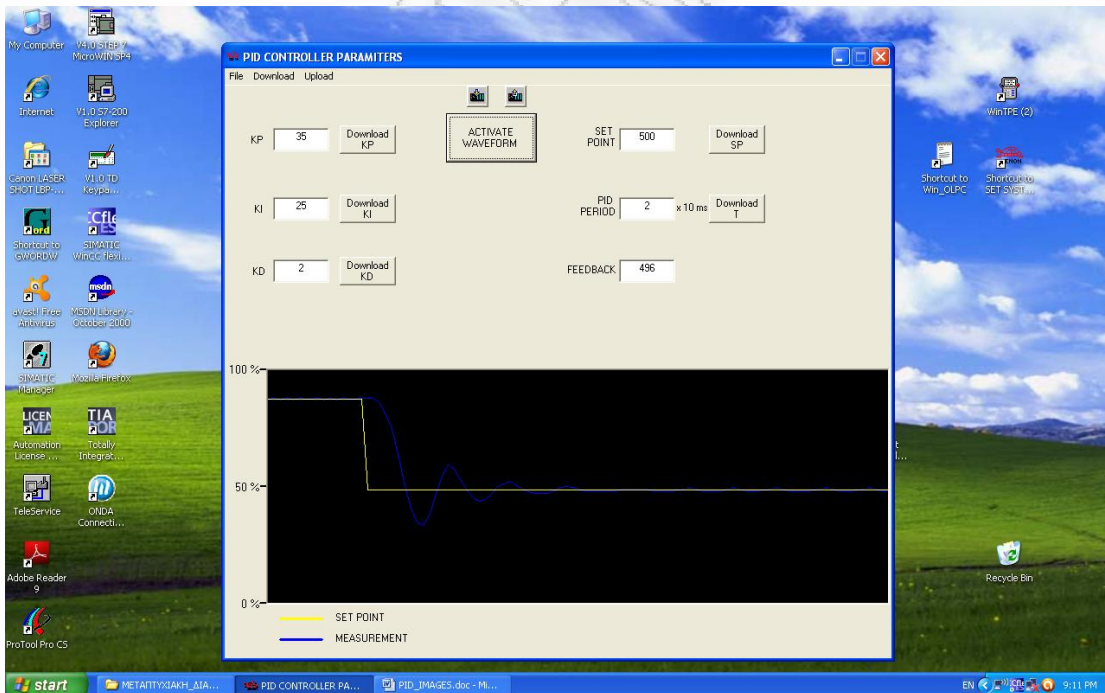 My Computer
V4.0 STEP 7
MicroWIN SP4
Internet
V1.0 S7-200
Explorer
Canon LASER
SHOT LBP-...
V1.0 TD
Keypa...
Shortcut to
GWORDW
SIMATIC
WinCC flexi...
avast! Free
Antivirus
MSDN Library -
October 2000
SIMATIC
Manager
Mozilla Firefox
Automation
License ...
Totally
Integrat...
TeleService
ONDA
Connecti...
Adobe Reader
9
ProTool Pro CS
PID CONTROLLER PARAMITERS
File Download Upload
KP 35 Download
KP
ACTIVATE
WAVEFORM
SET
POINT 500 Download
SP
KI 25 Download
KI
PID
PERIOD 2 x 10 ms Download
T
KD 2 Download
KD
FEEDBACK 496
100 %
50 %
0 %
SET POINT
MEASUREMENT
WinTPE (2)
Shortcut to
Win_OLPC
Shortcut to
SET SYST...
Recycle Bin
start
ΜΕΤΑΠΤΥΧΙΑΚΗ_ΔΙΑ...
PID CONTROLLER PA...
PID_IMAGES.doc - Mi...
EN
9:11 PM